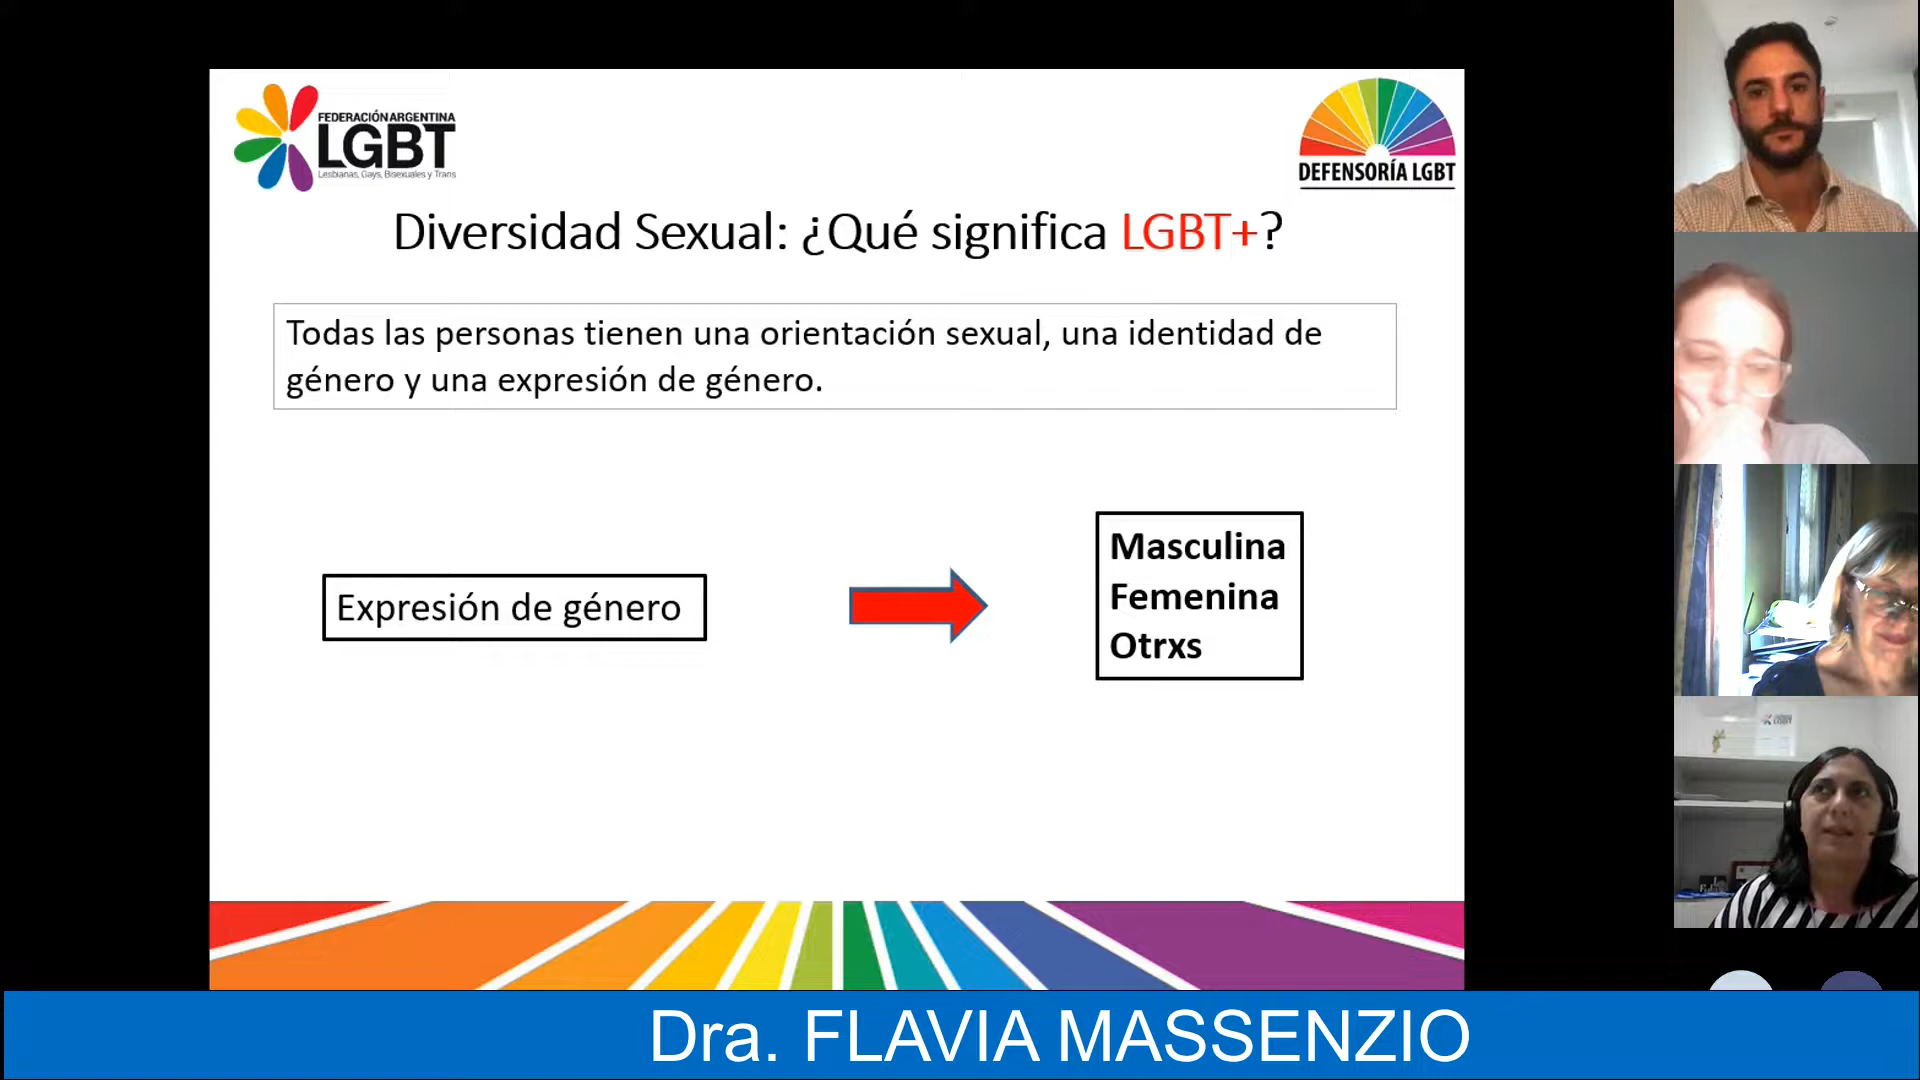 FEDERACIÓN ARGENTINA
LGBT
Lesbianas, Gays, Bisexuales y Trans
DEFENSORÍA LGBT
Diversidad Sexual: ¿Qué significa LGBT+?
Todas las personas tienen una orientación sexual, una identidad de
género y una expresión de género.
Expresión de género
Masculina
Femenina
Otrxs
LGBT
Dra. FLAVIA MASSENZIO